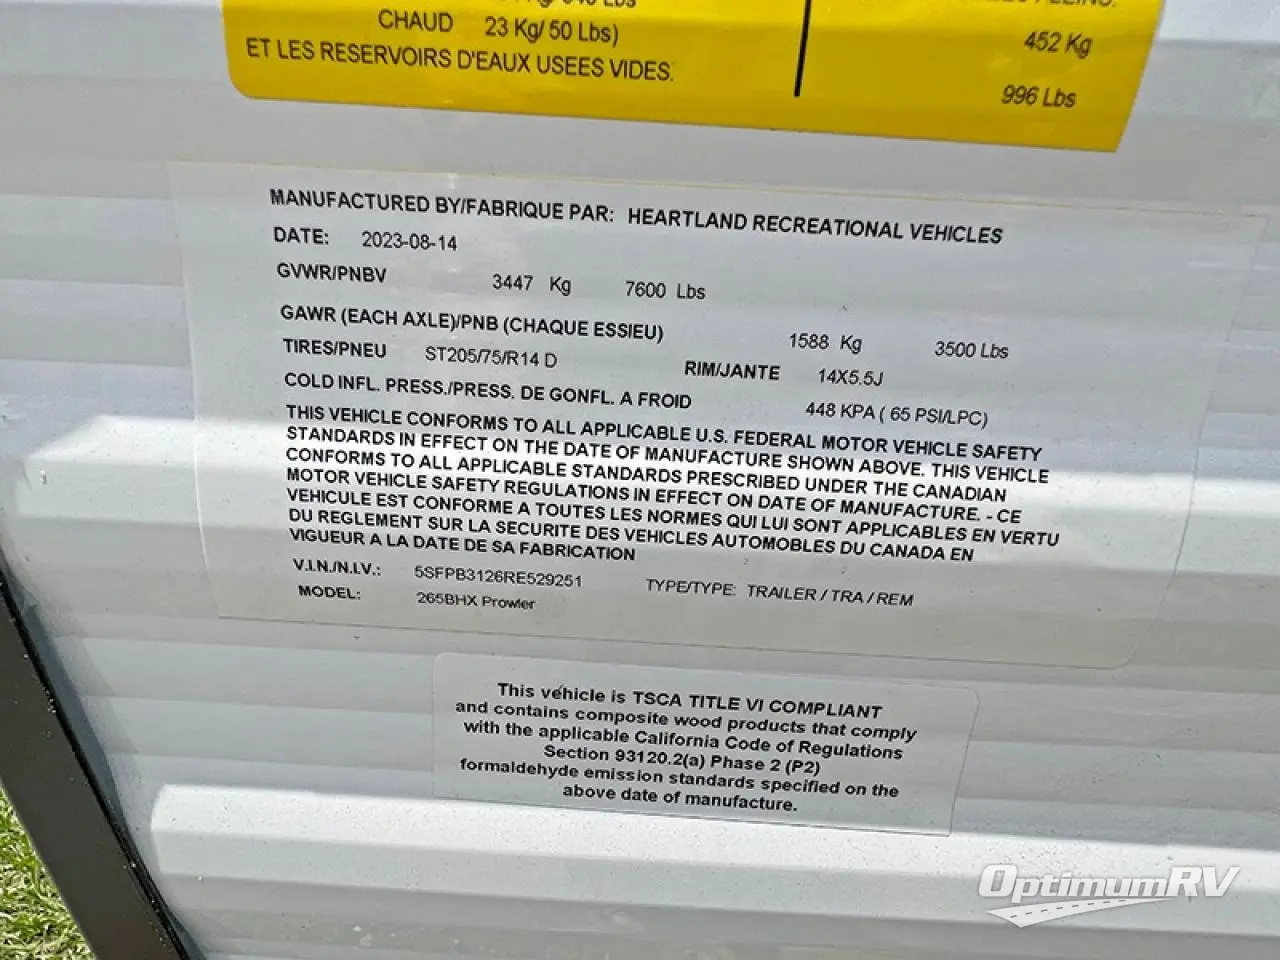 CHAUD 23 Kg/ 50 Lbs)
ET LES RESERVOIRS D'EAUX USEES VIDES.
452 Kg
996 Lbs
MANUFACTURED BY/FABRIQUE PAR: HEARTLAND RECREATIONAL VEHICLES
DATE: 2023-08-14
GVWR/PNBV 3447 Kg 7600 Lbs
GAWR (EACH AXLE)/PNB (CHAQUE ESSIEU) 1588 Kg 3500 Lbs
TIRES/PNEU ST205/75/R14 D RIM/JANTE 14X5.5J
COLD INFL. PRESS./PRESS. DE GONFL. A FROID 448 KPA ( 65 PSI/LPC)
THIS VEHICLE CONFORMS TO ALL APPLICABLE U.S. FEDERAL MOTOR VEHICLE SAFETY
STANDARDS IN EFFECT ON THE DATE OF MANUFACTURE SHOWN ABOVE. THIS VEHICLE
CONFORMS TO ALL APPLICABLE STANDARDS PRESCRIBED UNDER THE CANADIAN
MOTOR VEHICLE SAFETY REGULATIONS IN EFFECT ON DATE OF MANUFACTURE. - CE
VEHICULE EST CONFORME A TOUTES LES NORMES QUI LUI SONT APPLICABLES EN VERTU
DU REGLEMENT SUR LA SECURITE DES VEHICLES AUTOMOBLES DU CANADA EN
VIGUEUR A LA DATE DE SA FABRICATION
V.I.N./N.I.V.: 5SFPB3126RE529251 TYPE/TYPE: TRAILER / TRA / REM
MODEL: 265BHX Prowler
This vehicle is TSCA TITLE VI COMPLIANT
and contains composite wood products that comply
with the applicable California Code of Regulations
Section 93120.2(a) Phase 2 (P2)
formaldehyde emission standards specified on the
above date of manufacture.
OptimumRV